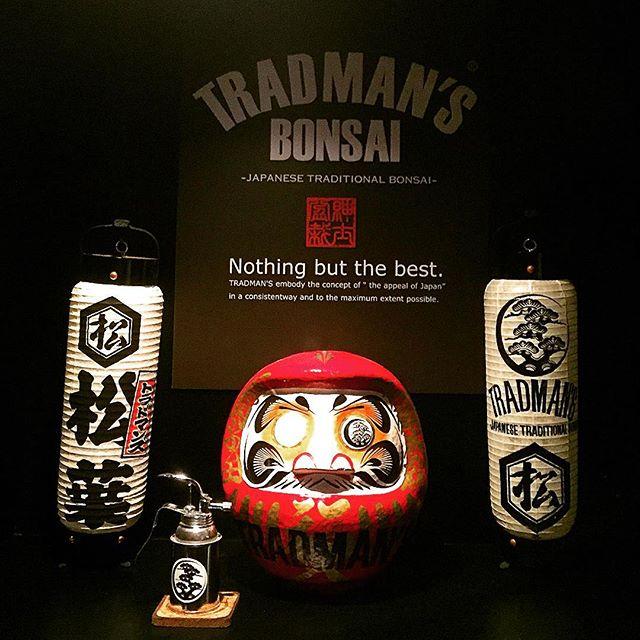 TRADMAN'S
®
BONSAI
-JAPANESE TRADITIONAL BONSAI-
Nothing but the best.
TRADMAN'S embody the concept of " the appeal of Japan"
in a consistentway and to the maximum extent possible.
松
松葉
TRADMAN'S
JAPANESE TRADITIONAL
松
TRADMAN'S